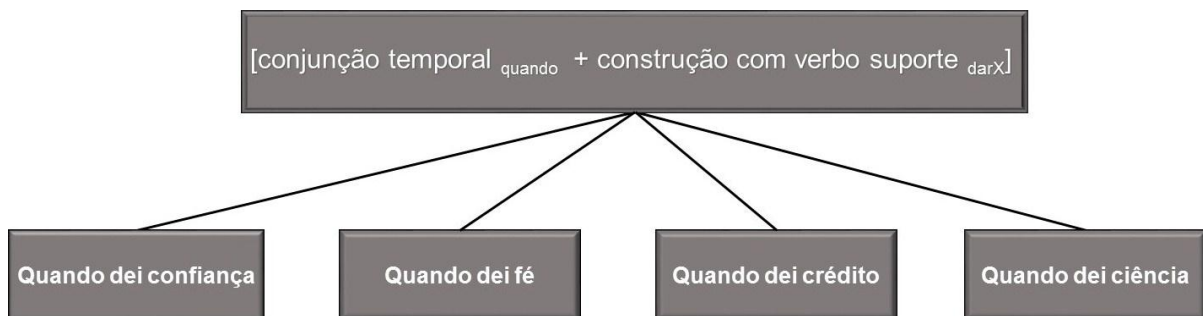 [conjunção temporal quando + construção com verbo suporte darX]
Quando dei confiança
Quando dei fé
Quando dei crédito
Quando dei ciência